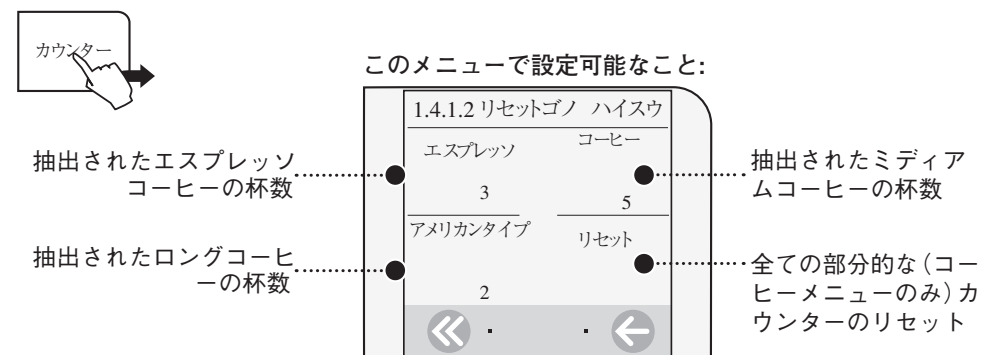 カウンター
このメニューで設定可能なこと:
1.4.1.2 リセットゴノ ハイスウ
エスプレッソ
3
コーヒー
5
アメリカンタイプ
2
リセット
抽出されたエスプレッソ
コーヒーの杯数
抽出されたロングコーヒ
ーの杯数
抽出されたミディア
ムコーヒーの杯数
全ての部分的な(コー
ヒーメニューのみ)カ
ウンターのリセット